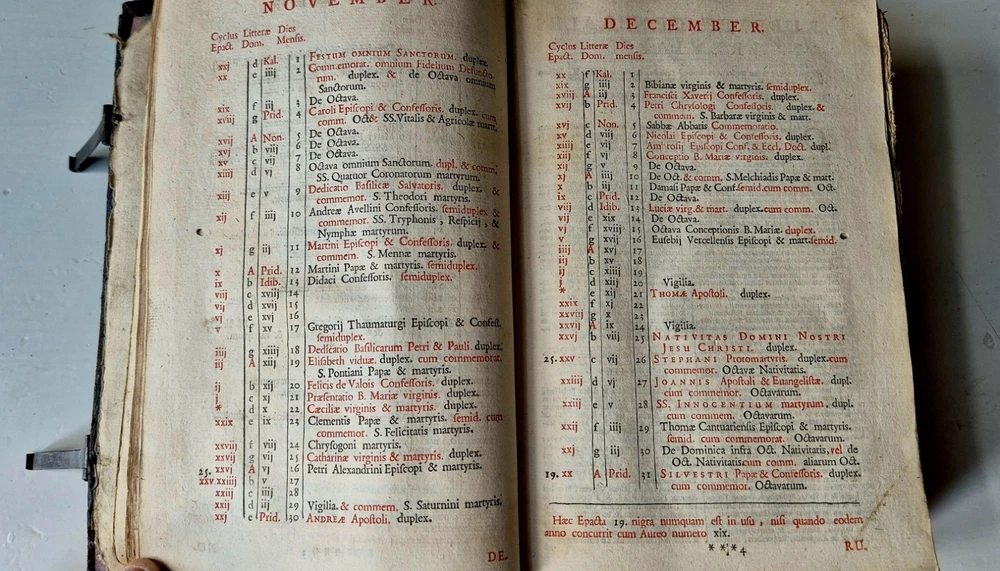 NOVEMBER.
Cyclus Litteræ Dies
Epact. Dom. Mensis.
xxj d Kal. 1 FESTUM OMNIUM SANCTORUM. duplex.
xx e iiij 2 Commemorat. omnium Fidelium Defuncto-
rum. duplex. & de Octava omnium
Sanctorum.
xix f iij 3 De Octava.
xviij g Prid. 4 Caroli Episcopi & Confessoris. duplex. cum
comm. Oct& SS. Vitalis & Agricolæ mart.
xvij A Non. 5 De Octava.
xvj b viij 6 De Octava.
xv c vij 7 De Octava.
xiiij d vj 8 Octava omnium Sanctorum. dupl. & comm.
SS. Quatuor Coronatorum martyrum.
xiij e v 9 Dedicatio Basilicæ Salvatoris. duplex. &
commemor. S. Theodori martyris.
xij f iiij 10 Andreæ Avellini Confessoris. semiduplex &
commemor. SS. Tryphonis, Respicij, &
Nymphæ martyrum.
xj g iij 11 Martini Episcopi & Confessoris. duplex. &
commem. S. Mennæ martyris.
x A Prid. 12 Martini Papæ & martyris. semiduplex.
ix b Idib. 13 Didaci Confessoris. semiduplex.
viij c xviij 14
vij d xvij 15
vj e xvj 16
v f xv 17 Gregorij Thaumaturgi Episcopi & Confess.
semiduplex.
iiij g xiiij 18 Dedicatio Basilicarum Petri & Pauli. duplex.
iij A xiij 19 Elisabeth viduæ. duplex. cum commemorat.
S. Pontiani Papæ & martyris.
ij b xij 20 Felicis de Valois Confessoris. duplex.
j c xj 21 Præsentatio B. Mariæ virginis. duplex.
* d x 22 Cæciliæ virginis & martyris. duplex.
xxix e ix 23 Clementis Papæ & martyris. semid. cum
commemor. S. Felicitatis martyris.
xxviij f viij 24 Chrysogoni martyris.
xxvij g vij 25 Catharinæ virginis & martyris. duplex.
25. xxvj A vj 26 Petri Alexandrini Episcopi & martyris.
xxv.xxiiij b v 27
xxiij c iiij 28
xxij d iij 29 Vigilia. & commem. S. Saturnini martyris.
xxj e Prid. 30 ANDREÆ Apostoli. duplex.
DE-
DECEMBER.
Cyclus Litteræ Dies
Epact. Dom. mensis.
xx f Kal. 1
xix g iiij 2 Bibianæ virginis & martyris. semiduplex.
xviij A iij 3 Francisci Xaverij Confessoris. duplex.
xvij b Prid. 4 Petri Chrysologi Confessoris. duplex. &
commem. S. Barbaræ virginis & mart.
xvj c Non. 5 Sabbæ Abbatis Commemoratio.
xv d viij 6 Nicolai Episcopi & Confessoris. duplex.
xiiij e vij 7 Ambrosij Episcopi Conf. & Eccl. Doct. dupl.
xiij f vj 8 Conceptio B. Mariæ virginis. duplex.
xij g v 9 De Octava.
xj A iiij 10 De Oct. & comm. S. Melchiadis Papæ & mart.
x b iij 11 Damasi Papæ & Conf. semid. cum comm. Oct.
ix c Prid. 12 De Octava.
viij d Idib. 13 Luciæ virg. & mart. duplex. cum comm. Oct.
vij e xix 14 De Octava.
vj f xviij 15 Octava Conceptionis B. Mariæ. duplex.
v g xvij 16 Eusebij Vercellensis Episcopi & mart. semid.
iiij A xvj 17
iij b xv 18
ij c xiiij 19
j d xiij 20 Vigilia.
* e xij 21 THOMÆ Apostoli. duplex.
xxix f xj 22
xxviij g x 23
xxvij A ix 24 Vigilia.
xxvj b viij 25 NATIVITAS DOMINI NOSTRI
JESU CHRISTI. duplex.
25. xxv c vij 26 STEPHANI Protomartyris. duplex. cum
commemor. Octavæ Nativitatis.
xxiiij d vj 27 JOANNIS Apostoli & Euangelistæ. dupl.
cum commemor. Octavarum.
xxiij e v 28 SS. INNOCENTIUM martyrum. dupl.
cum commem. Octavarum.
xxij f iiij 29 Thomæ Cantuariensis Episcopi & martyris.
semid. cum commemorat. Octavarum.
xxj g iij 30 De Dominica infra Oct. Nativitatis, vel de
Oct. Nativitatis cum comm. aliarum Oct.
19. xx A Prid. 31 SILVESTRI Papæ & Confessoris. duplex.
cum commemor. Octavarum.
Hæc Epacta 19. nigra numquam est in usu, nisi quando eodem
anno concurrit cum Aureo numero xix.
***4
RU.